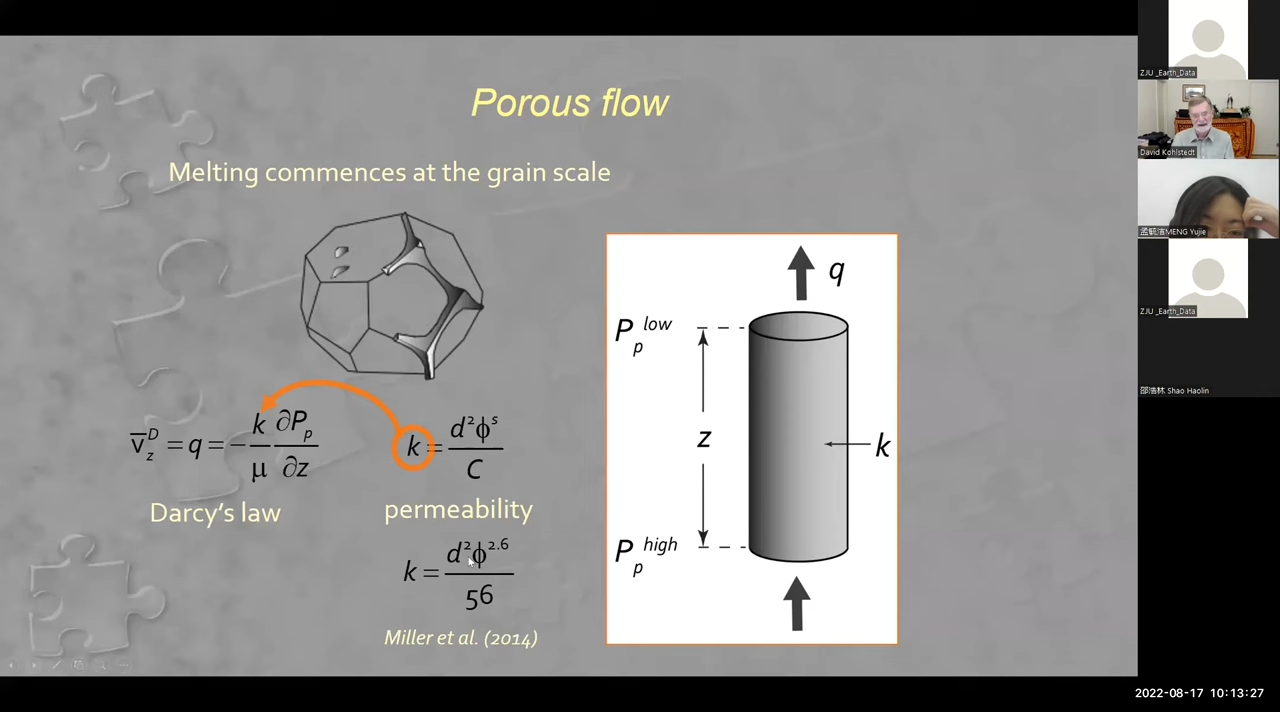 Porous flow
Melting commences at the grain scale
v̄_z^D = q = − k/μ ∂P_p/∂z
Darcy's law
k = d²ϕ^s/C
permeability
k = d²ϕ^2.6/56
Miller et al. (2014)
q
P_p^low
z
k
P_p^high
ZJU _Earth_Data
David Kohlstedt
孟毓洁MENG Yujie
ZJU _Earth_Data
邵浩林 Shao Haolin
2022-08-17 10:13:27